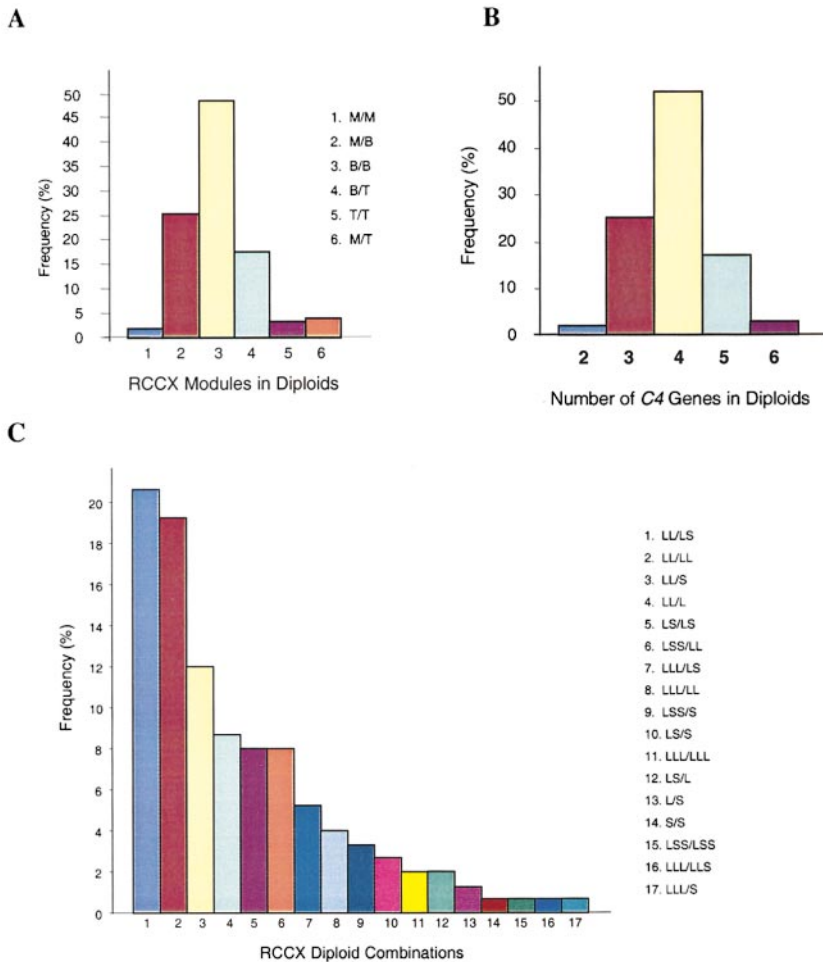 A
Frequency (%)
50
45
40
35
30
25
20
15
10
5
0
1 2 3 4 5 6
RCCX Modules in Diploids
1. M/M
2. M/B
3. B/B
4. B/T
5. T/T
6. M/T
B
Frequency (%)
50
40
30
20
10
0
2 3 4 5 6
Number of C4 Genes in Diploids
C
Frequency (%)
20
18
16
14
12
10
8
6
4
2
0
1 2 3 4 5 6 7 8 9 10 11 12 13 14 15 16 17
RCCX Diploid Combinations
1. LL/LS
2. LL/LL
3. LL/S
4. LL/L
5. LS/LS
6. LSS/LL
7. LLL/LS
8. LLL/LL
9. LSS/S
10. LS/S
11. LLL/LLL
12. LS/L
13. L/S
14. S/S
15. LSS/LSS
16. LLL/LLS
17. LLL/S